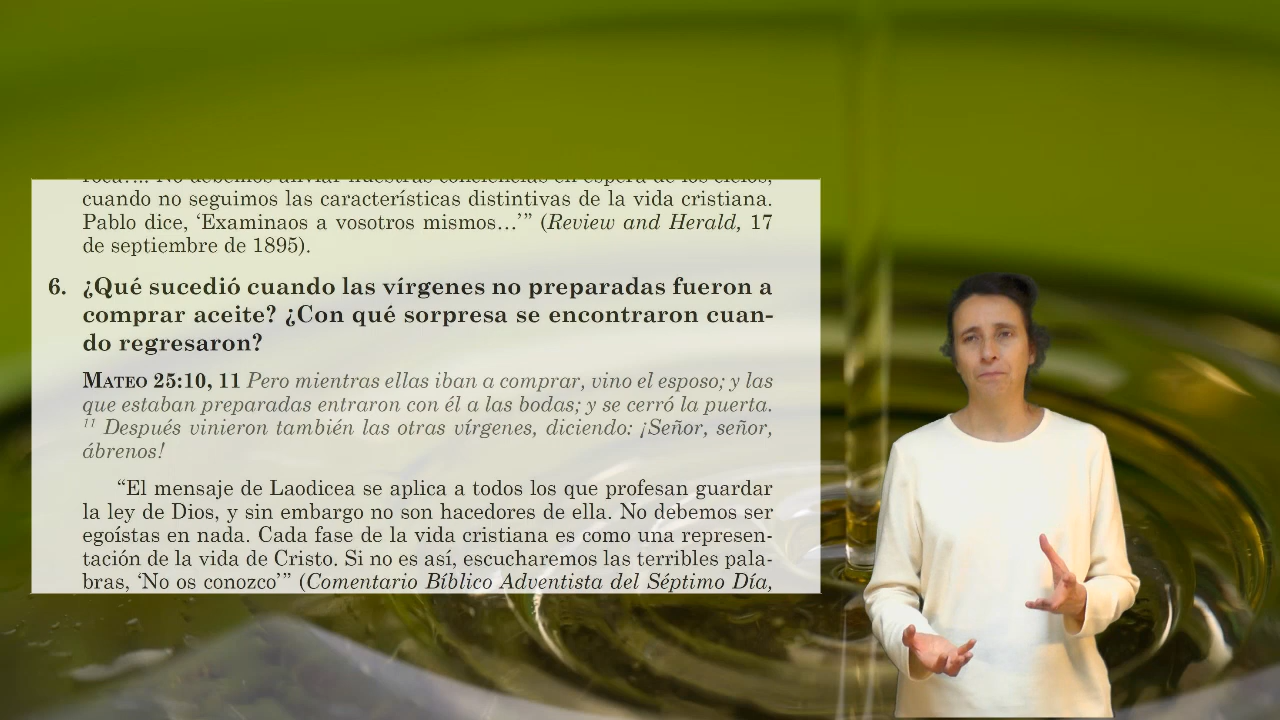 cuando no seguimos las características distintivas de la vida cristiana.
Pablo dice, ‘Examinaos a vosotros mismos…’” (Review and Herald, 17
de septiembre de 1895).
6. ¿Qué sucedió cuando las vírgenes no preparadas fueron a
comprar aceite? ¿Con qué sorpresa se encontraron cuan-
do regresaron?
MATEO 25:10, 11 Pero mientras ellas iban a comprar, vino el esposo; y las
que estaban preparadas entraron con él a las bodas; y se cerró la puerta.
¹¹ Después vinieron también las otras vírgenes, diciendo: ¡Señor, señor,
ábrenos!
“El mensaje de Laodicea se aplica a todos los que profesan guardar
la ley de Dios, y sin embargo no son hacedores de ella. No debemos ser
egoístas en nada. Cada fase de la vida cristiana es como una represen-
tación de la vida de Cristo. Si no es así, escucharemos las terribles pala-
bras, ‘No os conozco’” (Comentario Bíblico Adventista del Séptimo Día,